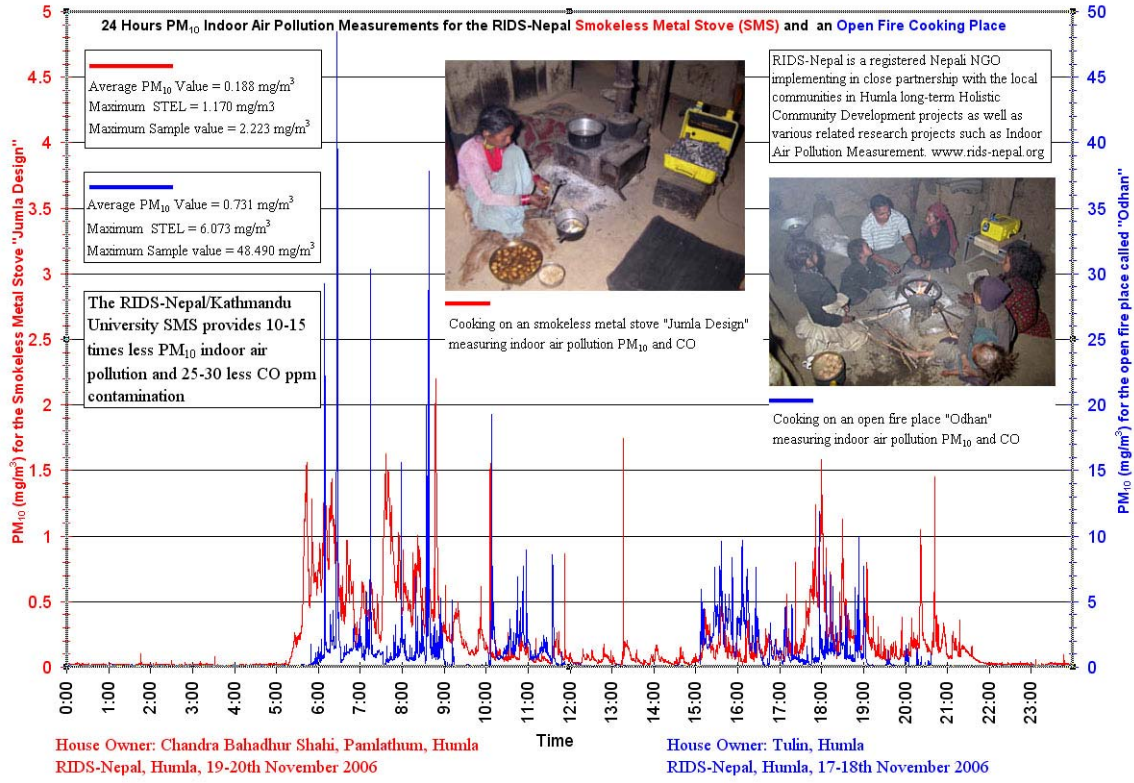 24 Hours PM₁₀ Indoor Air Pollution Measurements for the RIDS-Nepal Smokeless Metal Stove (SMS) and an Open Fire Cooking Place
PM₁₀ (mg/m³) for the Smokeless Metal Stove "Jumla Design"
5
4.5
4
3.5
3
2.5
2
1.5
1
0.5
0
Average PM₁₀ Value = 0.188 mg/m³
Maximum STEL = 1.170 mg/m3
Maximum Sample value = 2.223 mg/m³
Average PM₁₀ Value = 0.731 mg/m³
Maximum STEL = 6.073 mg/m³
Maximum Sample value = 48.490 mg/m³
The RIDS-Nepal/Kathmandu
University SMS provides 10-15
times less PM₁₀ indoor air
pollution and 25-30 less CO ppm
contamination
Cooking on an smokeless metal stove "Jumla Design"
measuring indoor air pollution PM₁₀ and CO
RIDS-Nepal is a registered Nepali NGO
implementing in close partnership with the local
communities in Humla long-term Holistic
Community Development projects as well as
various related research projects such as Indoor
Air Pollution Measurement. www.rids-nepal.org
Cooking on an open fire place "Odhan"
measuring indoor air pollution PM₁₀ and CO
50
45
40
35
30
25
20
15
10
5
0
PM₁₀ (mg/m³) for the open fire place called "Odhan"
0:00
1:00
2:00
3:00
4:00
5:00
6:00
7:00
8:00
9:00
10:00
11:00
12:00
13:00
14:00
15:00
16:00
17:00
18:00
19:00
20:00
21:00
22:00
23:00
Time
House Owner: Chandra Bahadhur Shahi, Pamlathum, Humla
RIDS-Nepal, Humla, 19-20th November 2006
House Owner: Tulin, Humla
RIDS-Nepal, Humla, 17-18th November 2006